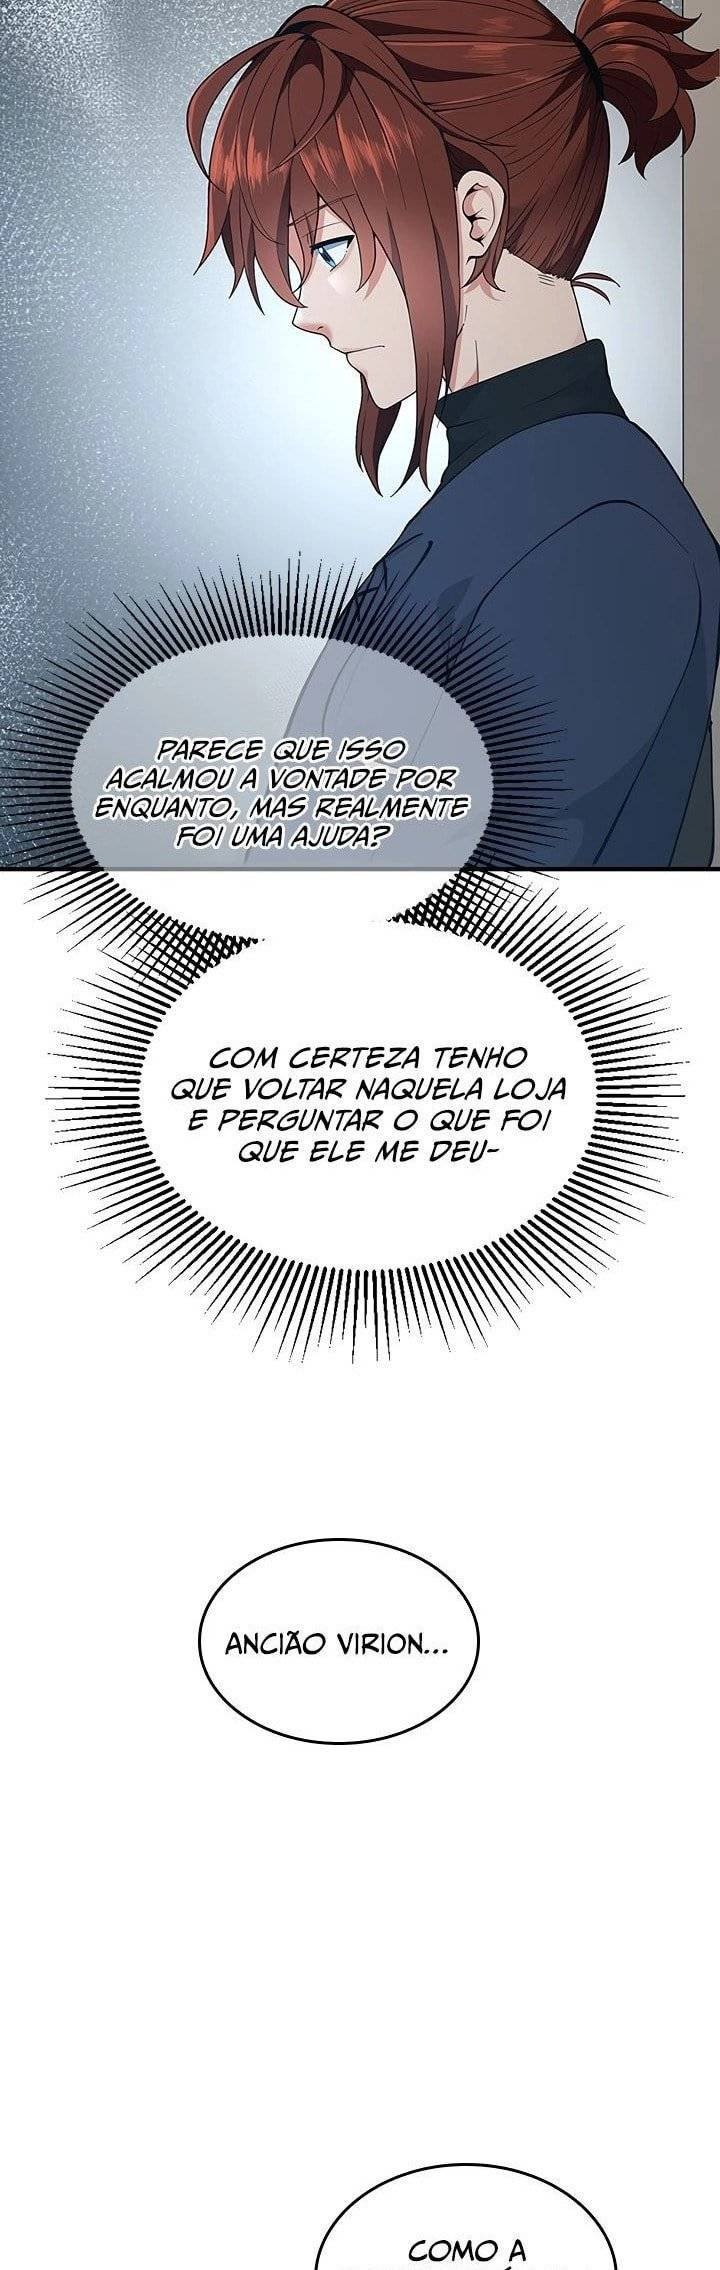 PARECE QUE ISSO
ACALMOU A VONTADE POR
ENQUANTO, MAS REALMENTE
FOI UMA AJUDA?
COM CERTEZA TENHO
QUE VOLTAR NAQUELA LOJA
E PERGUNTAR O QUE FOI
QUE ELE ME DEU-
ANCIÃO VIRION...
COMO A